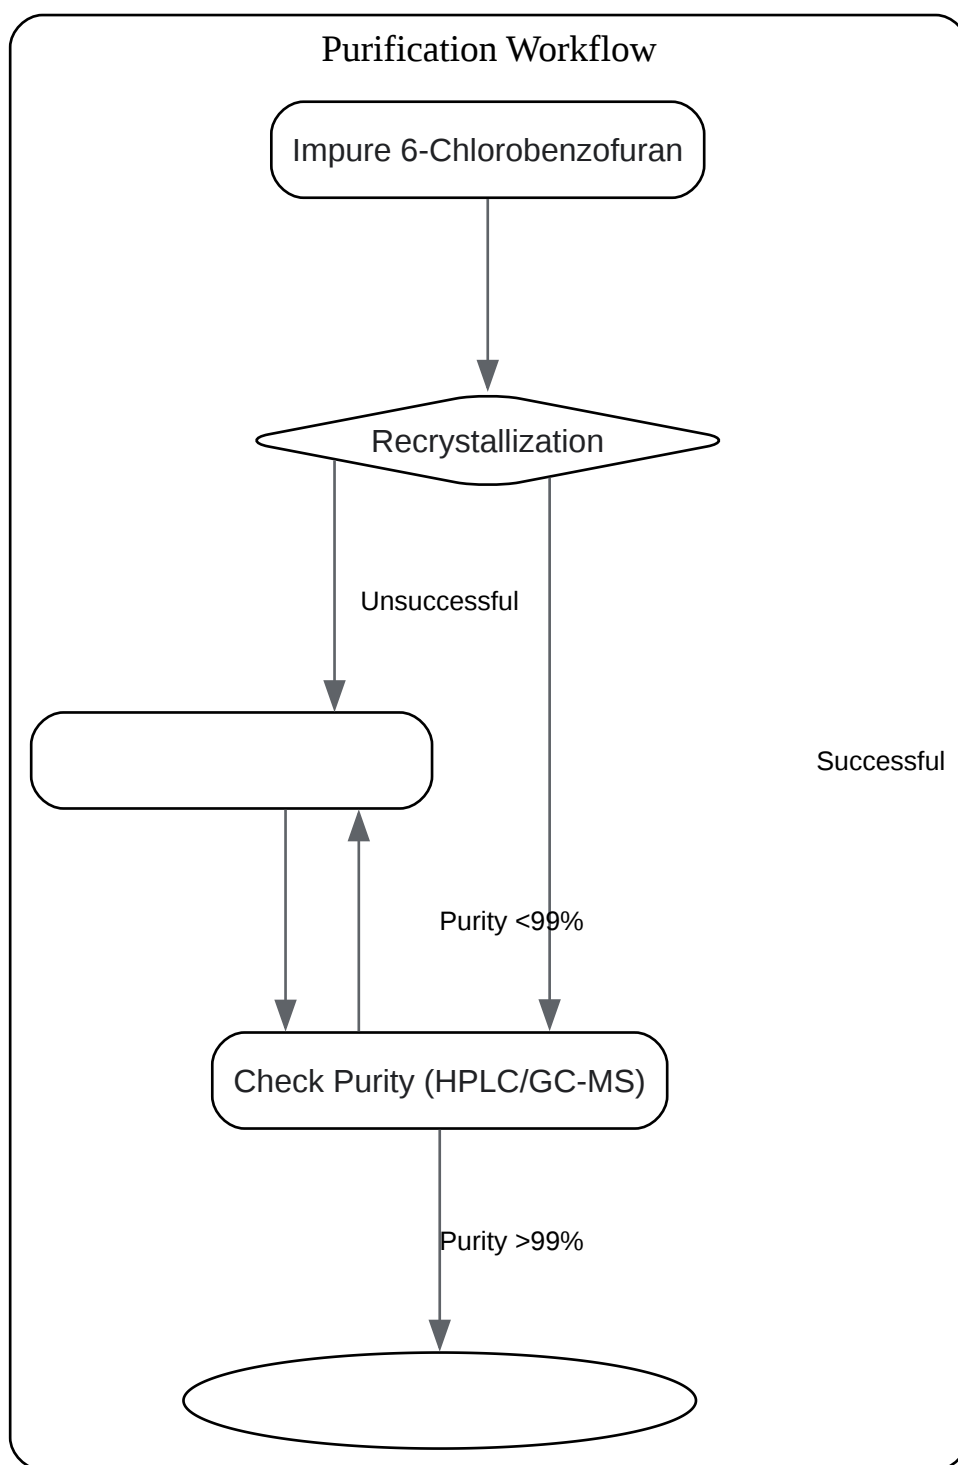 Purification Workflow
Impure 6-Chlorobenzofuran
Recrystallization
Unsuccessful
Successful
Purity <99%
Check Purity (HPLC/GC-MS)
Purity >99%